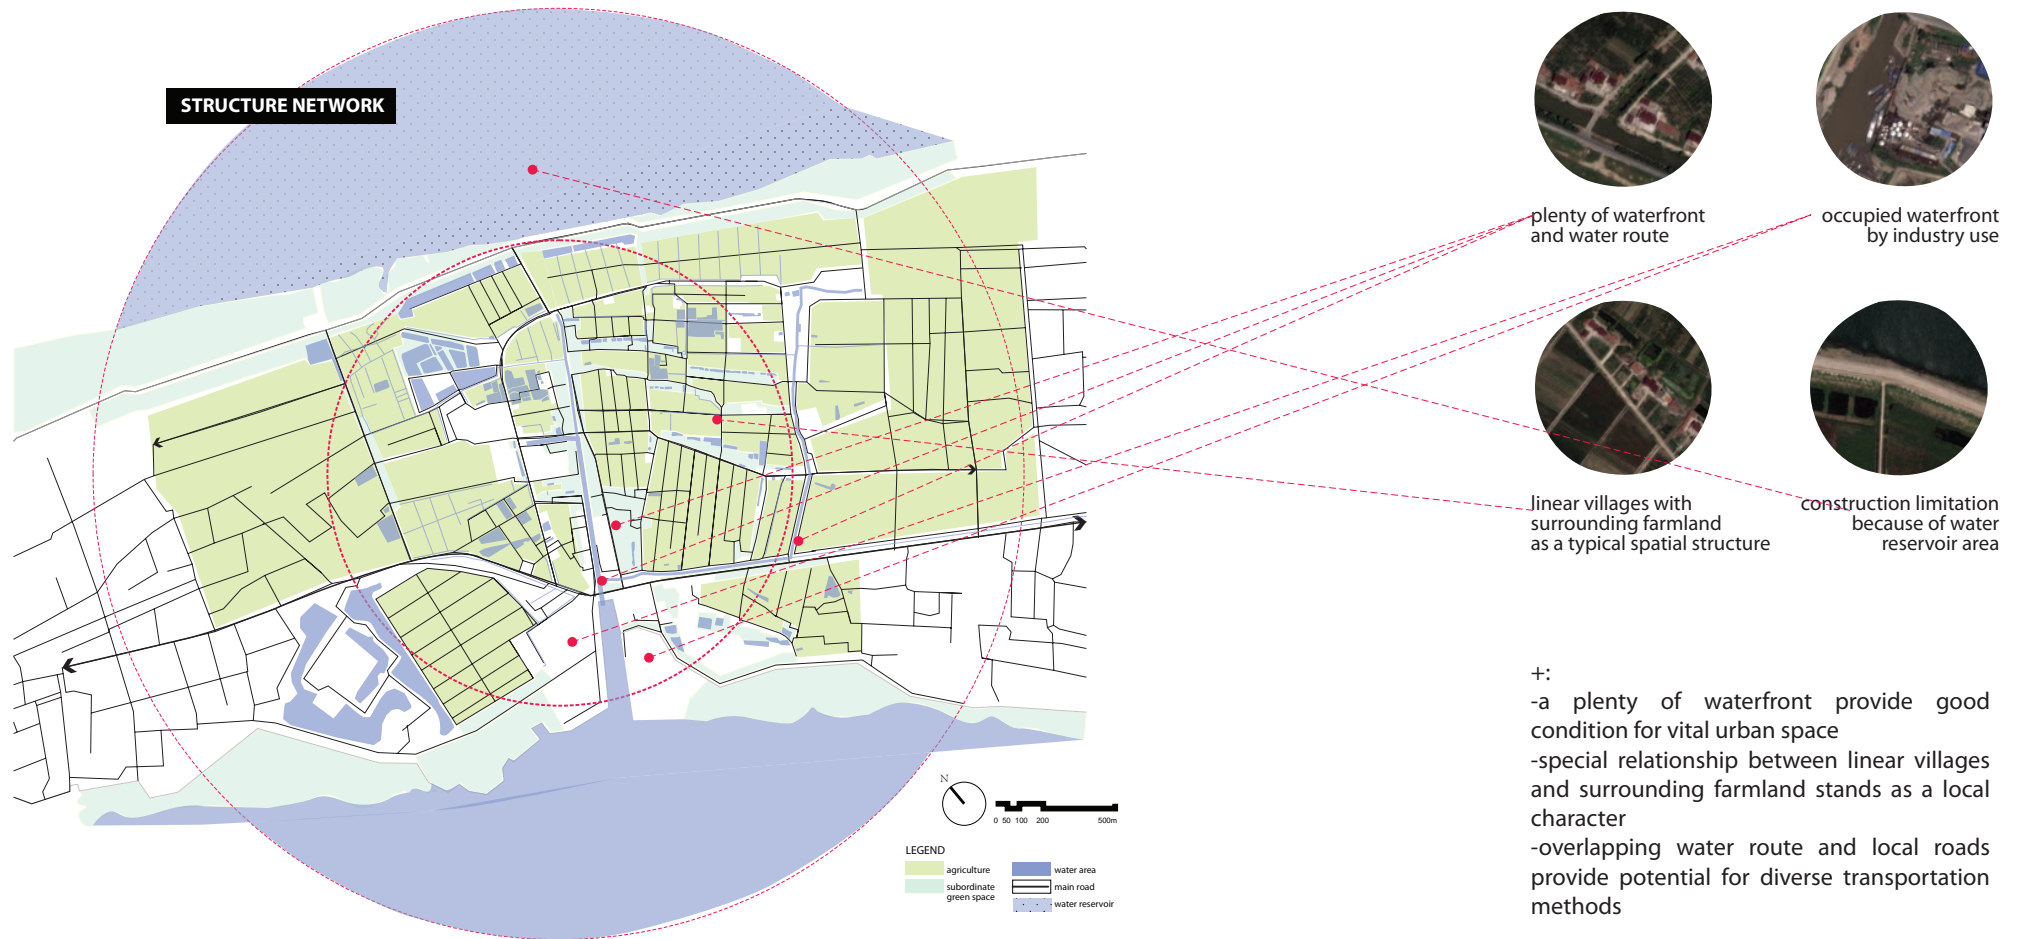 STRUCTURE NETWORK
plenty of waterfront
and water route
occupied waterfront
by industry use
linear villages with
surrounding farmland
as a typical spatial structure
construction limitation
because of water
reservoir area
+:
-a plenty of waterfront provide good
condition for vital urban space
-special relationship between linear villages
and surrounding farmland stands as a local
character
-overlapping water route and local roads
provide potential for diverse transportation
methods
N
0 50 100 200 500m
LEGEND
agriculture
subordinate
green space
water area
main road
water reservoir